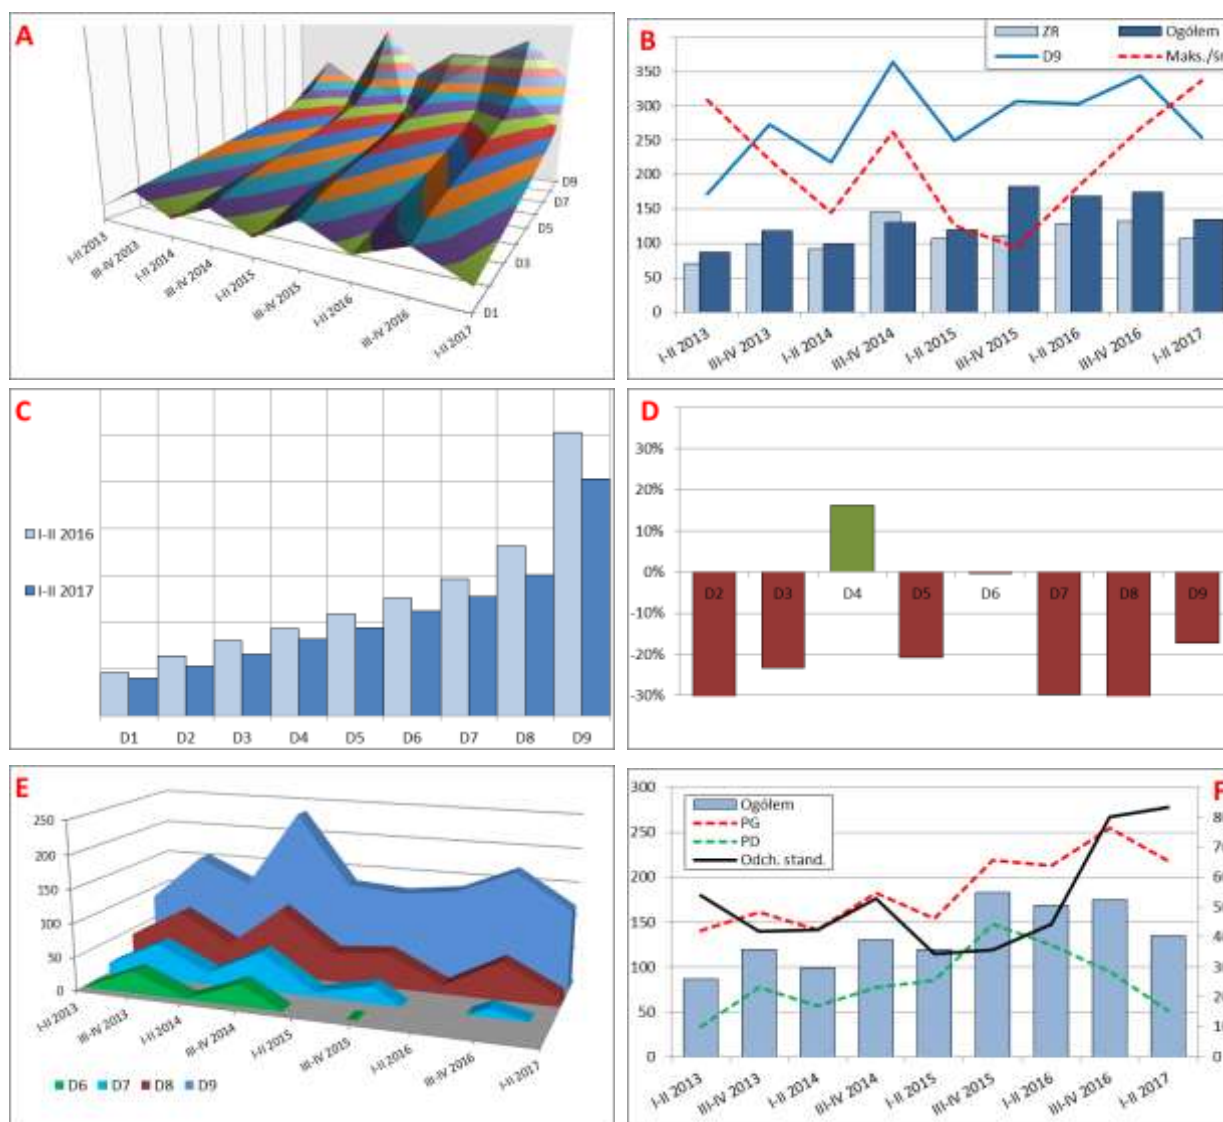 A
I-II 2013
III-IV 2013
I-II 2014
III-IV 2014
I-II 2015
III-IV 2015
I-II 2016
III-IV 2016
I-II 2017
D1
D3
D5
D7
D9
B
ZR
Ogółem
D9
Maks./śr
350
300
250
200
150
100
50
0
I-II 2013
III-IV 2013
I-II 2014
III-IV 2014
I-II 2015
III-IV 2015
I-II 2016
III-IV 2016
I-II 2017
C
I-II 2016
I-II 2017
D1 D2 D3 D4 D5 D6 D7 D8 D9
D
30%
20%
10%
0%
-10%
-20%
-30%
D2 D3 D4 D5 D6 D7 D8 D9
E
250
200
150
100
50
0
I-II 2013
III-IV 2013
I-II 2014
III-IV 2014
I-II 2015
III-IV 2015
I-II 2016
III-IV 2016
I-II 2017
D6 D7 D8 D9
F
Ogółem
PG
PD
Odch. stand.
300
250
200
150
100
50
0
I-II 2013
III-IV 2013
I-II 2014
III-IV 2014
I-II 2015
III-IV 2015
I-II 2016
III-IV 2016
I-II 2017